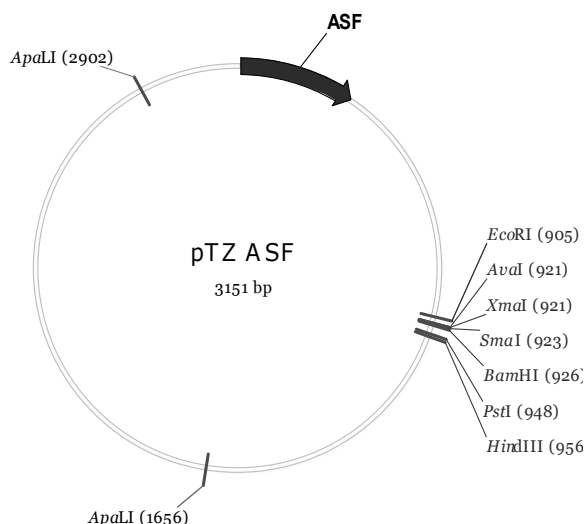 ASF
ApaLI (2902)
pTZ ASF
3151 bp
EcoRI (905)
AvaI (921)
XmaI (921)
SmaI (923)
BamHI (926)
PstI (948)
HindIII (956
ApaLI (1656)